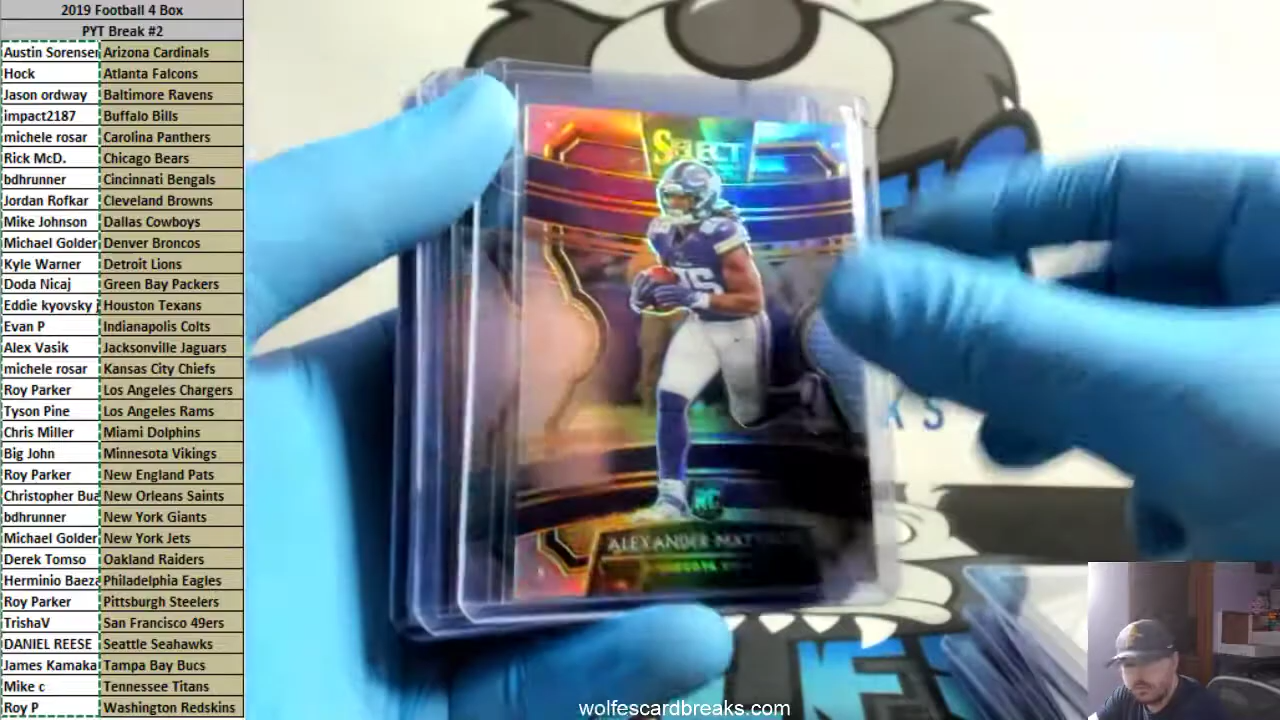 2019 Football 4 Box
PYT Break #2
Austin Sorensen Arizona Cardinals
Hock Atlanta Falcons
Jason ordway Baltimore Ravens
impact2187 Buffalo Bills
michele rosar Carolina Panthers
Rick McD. Chicago Bears
bdhrunner Cincinnati Bengals
Jordan Rofkar Cleveland Browns
Mike Johnson Dallas Cowboys
Michael Golder Denver Broncos
Kyle Warner Detroit Lions
Doda Nicaj Green Bay Packers
Eddie kyovsky j Houston Texans
Evan P Indianapolis Colts
Alex Vasik Jacksonville Jaguars
michele rosar Kansas City Chiefs
Roy Parker Los Angeles Chargers
Tyson Pine Los Angeles Rams
Chris Miller Miami Dolphins
Big John Minnesota Vikings
Roy Parker New England Pats
Christopher Bua New Orleans Saints
bdhrunner New York Giants
Michael Golder New York Jets
Derek Tomso Oakland Raiders
Herminio Baeza Philadelphia Eagles
Roy Parker Pittsburgh Steelers
TrishaV San Francisco 49ers
DANIEL REESE Seattle Seahawks
James Kamaka Tampa Bay Bucs
Mike c Tennessee Titans
Roy P Washington Redskins
SELECT
RC
ALEXANDER
wolfescardbreaks.com